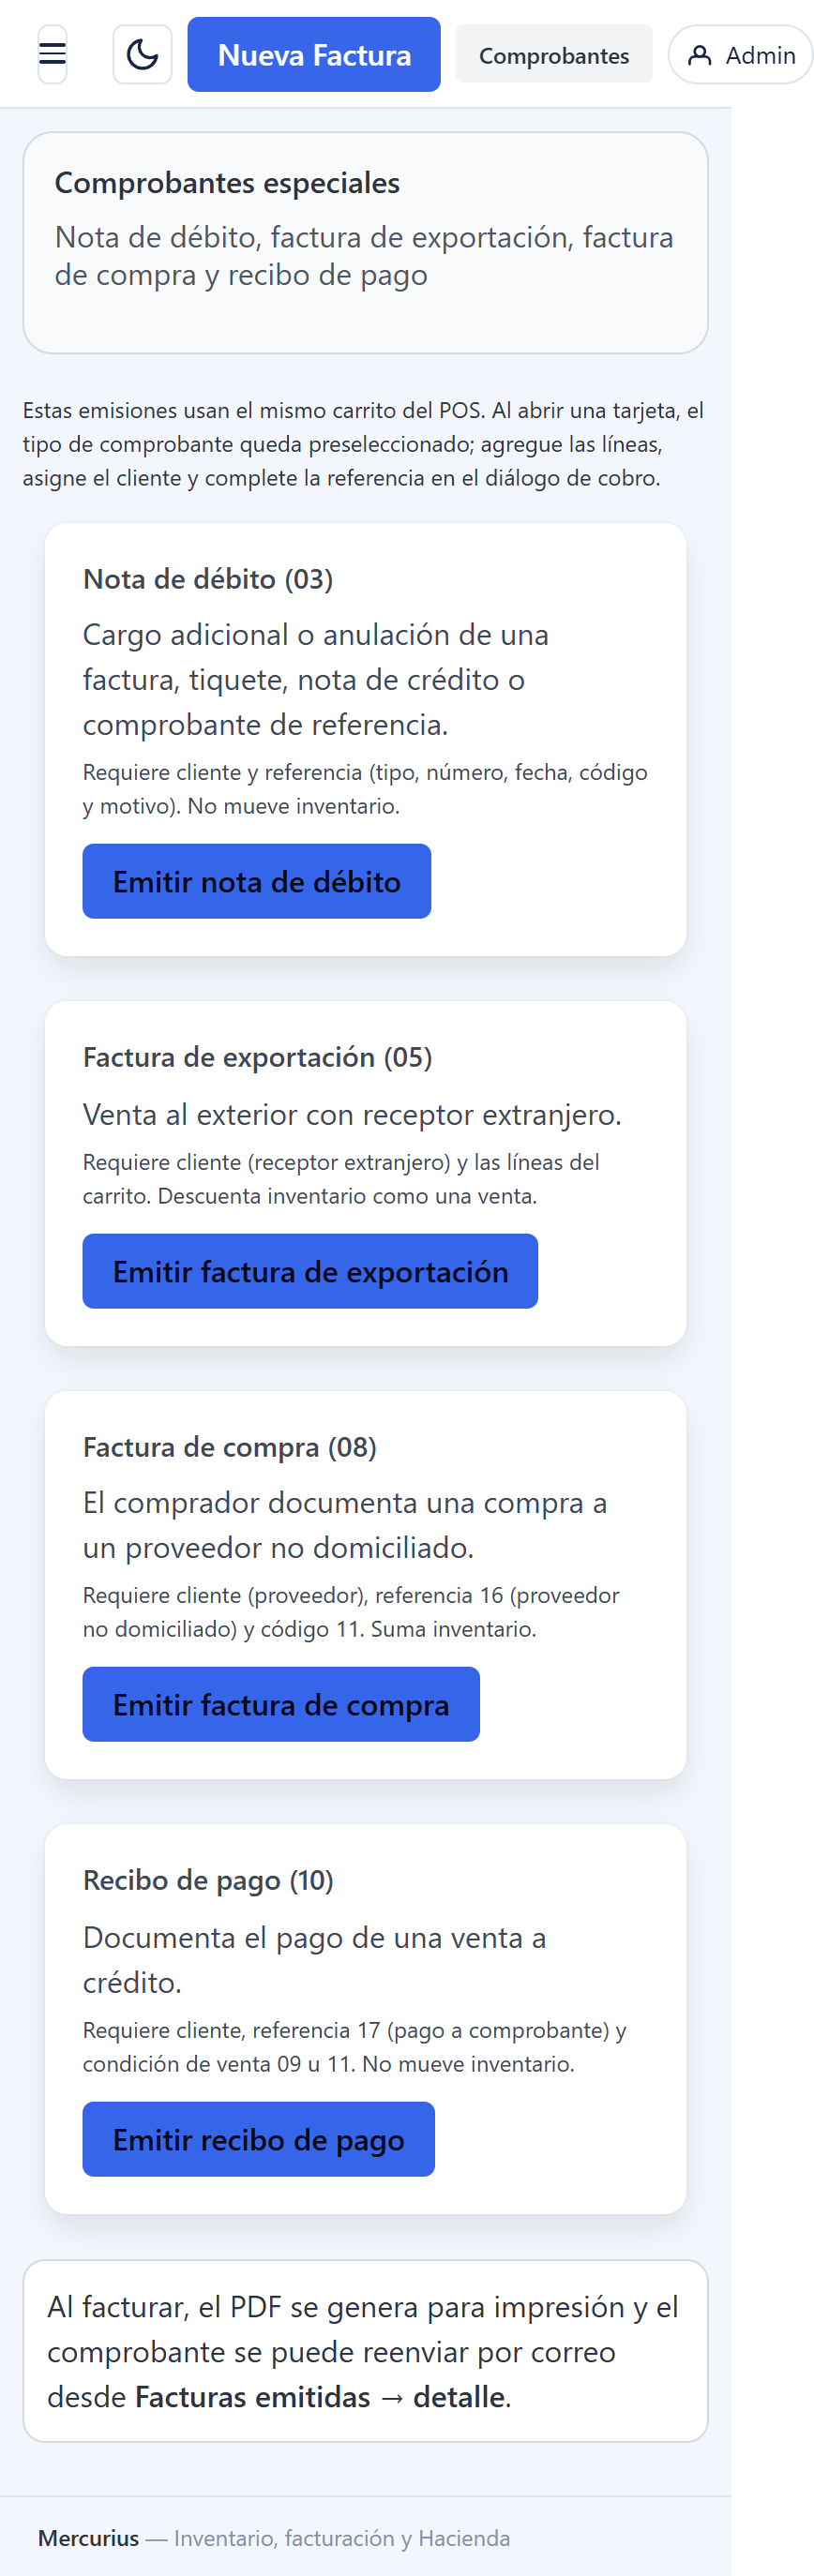 Nueva Factura
Comprobantes
Admin
Comprobantes especiales
Nota de débito, factura de exportación, factura
de compra y recibo de pago
Estas emisiones usan el mismo carrito del POS. Al abrir una tarjeta, el
tipo de comprobante queda preseleccionado; agregue las líneas,
asigne el cliente y complete la referencia en el diálogo de cobro.
Nota de débito (03)
Cargo adicional o anulación de una
factura, tiquete, nota de crédito o
comprobante de referencia.
Requiere cliente y referencia (tipo, número, fecha, código
y motivo). No mueve inventario.
Emitir nota de débito
Factura de exportación (05)
Venta al exterior con receptor extranjero.
Requiere cliente (receptor extranjero) y las líneas del
carrito. Descuenta inventario como una venta.
Emitir factura de exportación
Factura de compra (08)
El comprador documenta una compra a
un proveedor no domiciliado.
Requiere cliente (proveedor), referencia 16 (proveedor
no domiciliado) y código 11. Suma inventario.
Emitir factura de compra
Recibo de pago (10)
Documenta el pago de una venta a
crédito.
Requiere cliente, referencia 17 (pago a comprobante) y
condición de venta 09 u 11. No mueve inventario.
Emitir recibo de pago
Al facturar, el PDF se genera para impresión y el
comprobante se puede reenviar por correo
desde Facturas emitidas → detalle.
Mercurius — Inventario, facturación y Hacienda